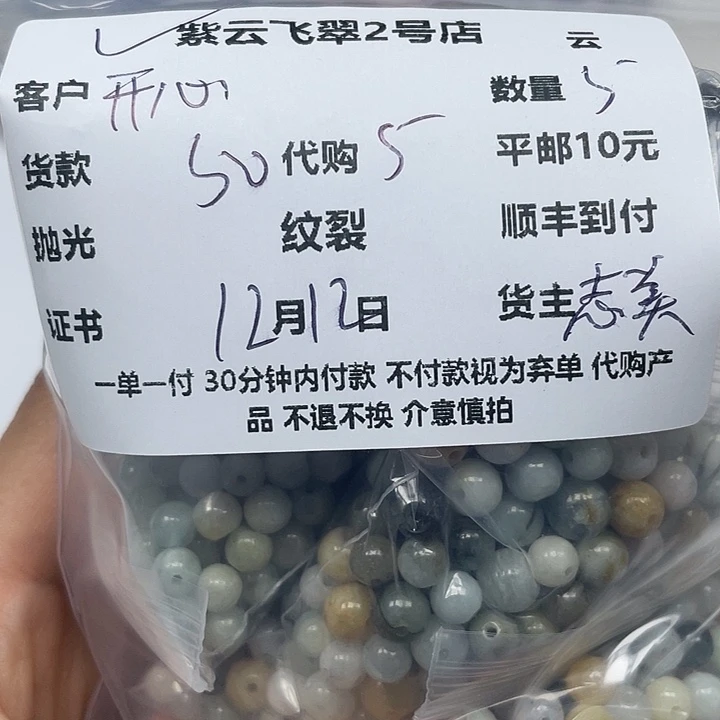 紫云飞翠2号店 云
客户 开心 数量 5
货款 50 代购 5 平邮10元
抛光 纹裂 顺丰到付
证书 12月12日 货主志美
一单一付 30分钟内付款 不付款视为弃单 代购产
品 不退不换 介意慎拍